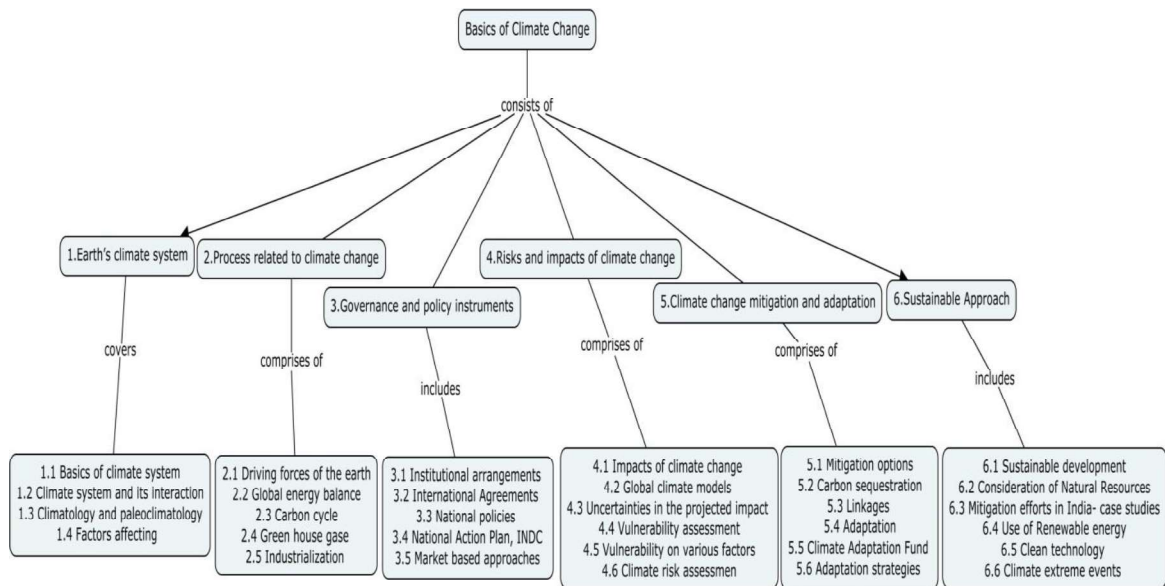 Basics of Climate Change
consists of
1.Earth's climate system
2.Process related to climate change
3.Governance and policy instruments
4.Risks and impacts of climate change
5.Climate change mitigation and adaptation
6.Sustainable Approach
covers
comprises of
includes
comprises of
comprises of
includes
1.1 Basics of climate system
1.2 Climate system and its interaction
1.3 Climatology and paleoclimatology
1.4 Factors affecting
2.1 Driving forces of the earth
2.2 Global energy balance
2.3 Carbon cycle
2.4 Green house gase
2.5 Industrialization
3.1 Institutional arrangements
3.2 International Agreements
3.3 National policies
3.4 National Action Plan, INDC
3.5 Market based approaches
4.1 Impacts of climate change
4.2 Global climate models
4.3 Uncertainties in the projected impact
4.4 Vulnerability assessment
4.5 Vulnerability on various factors
4.6 Climate risk assessmen
5.1 Mitigation options
5.2 Carbon sequestration
5.3 Linkages
5.4 Adaptation
5.5 Climate Adaptation Fund
5.6 Adaptation strategies
6.1 Sustainable development
6.2 Consideration of Natural Resources
6.3 Mitigation efforts in India- case studies
6.4 Use of Renewable energy
6.5 Clean technology
6.6 Climate extreme events